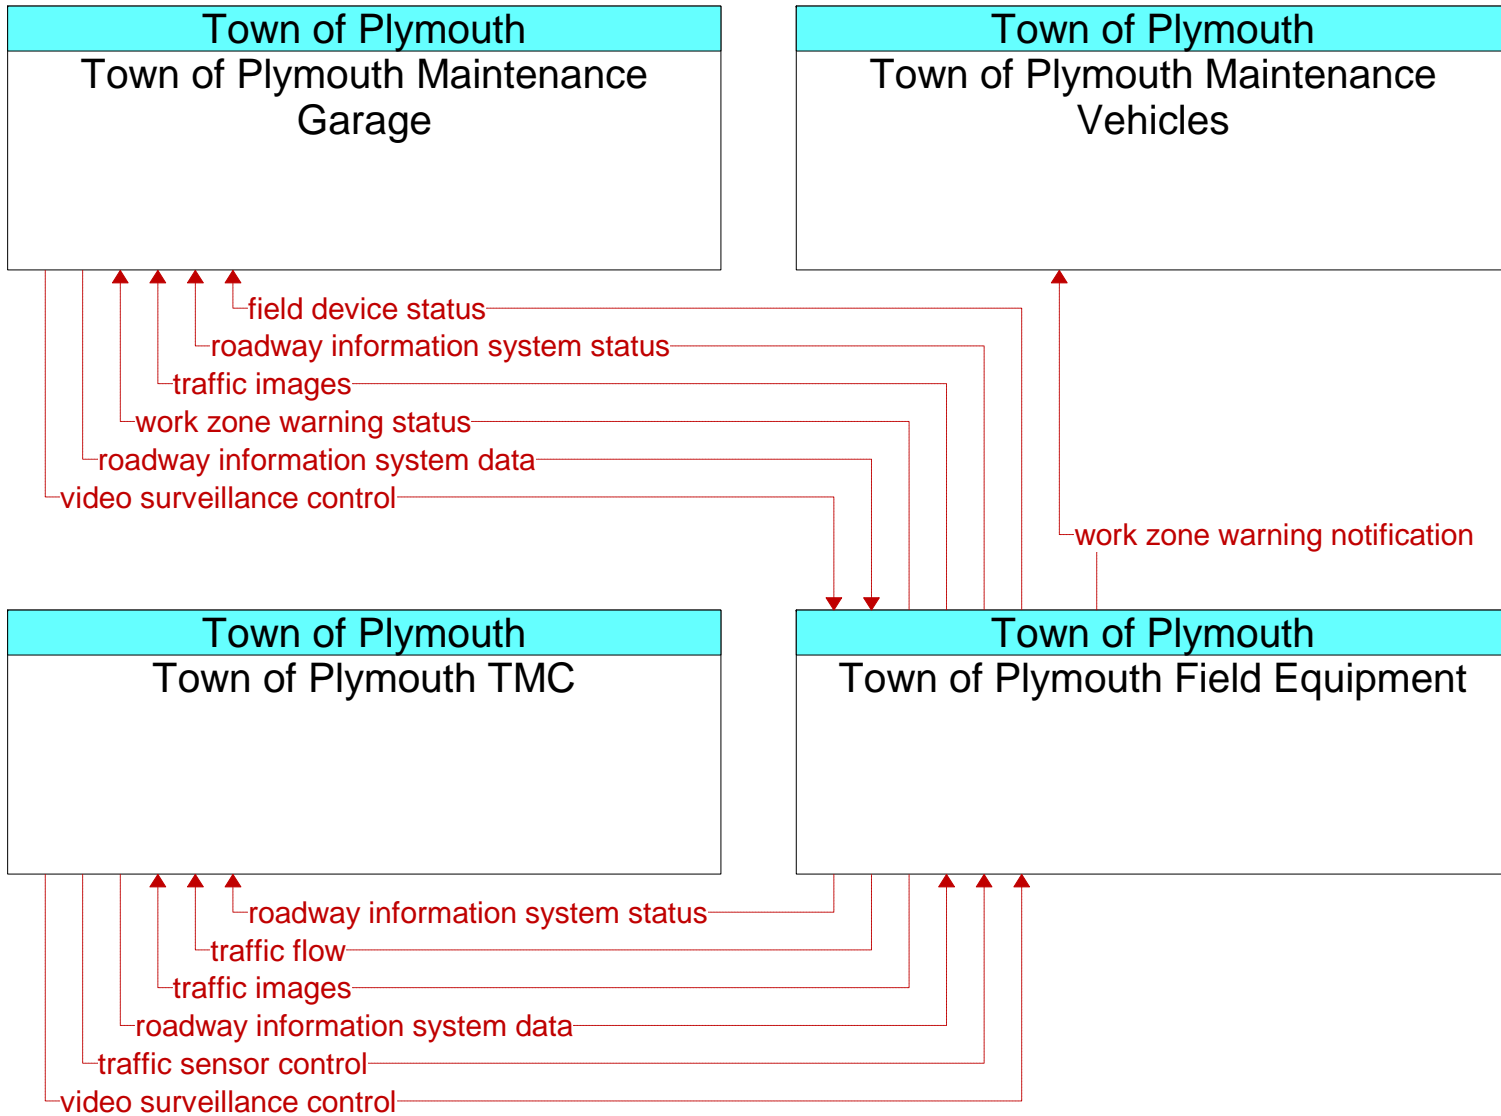 Town of Plymouth
Town of Plymouth Maintenance
Garage
Town of Plymouth
Town of Plymouth Maintenance
Vehicles
field device status
roadway information system status
traffic images
work zone warning status
roadway information system data
video surveillance control
work zone warning notification
Town of Plymouth
Town of Plymouth TMC
Town of Plymouth
Town of Plymouth Field Equipment
roadway information system status
traffic flow
traffic images
roadway information system data
traffic sensor control
video surveillance control